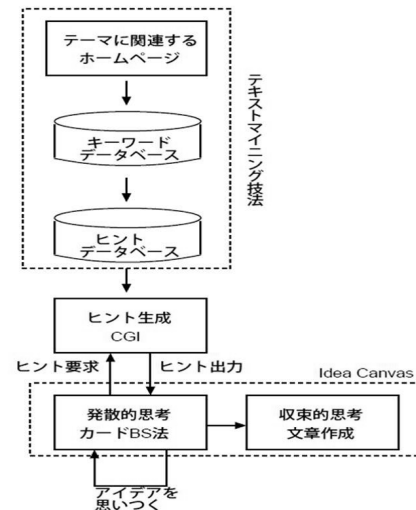 テーマに関連する
ホームページ
キーワード
データベース
ヒント
データベース
テキストマイニング技法
ヒント生成
CGI
ヒント要求
ヒント出力
Idea Canvas
発散的思考
カードBS法
収束的思考
文章作成
アイデアを
思いつく